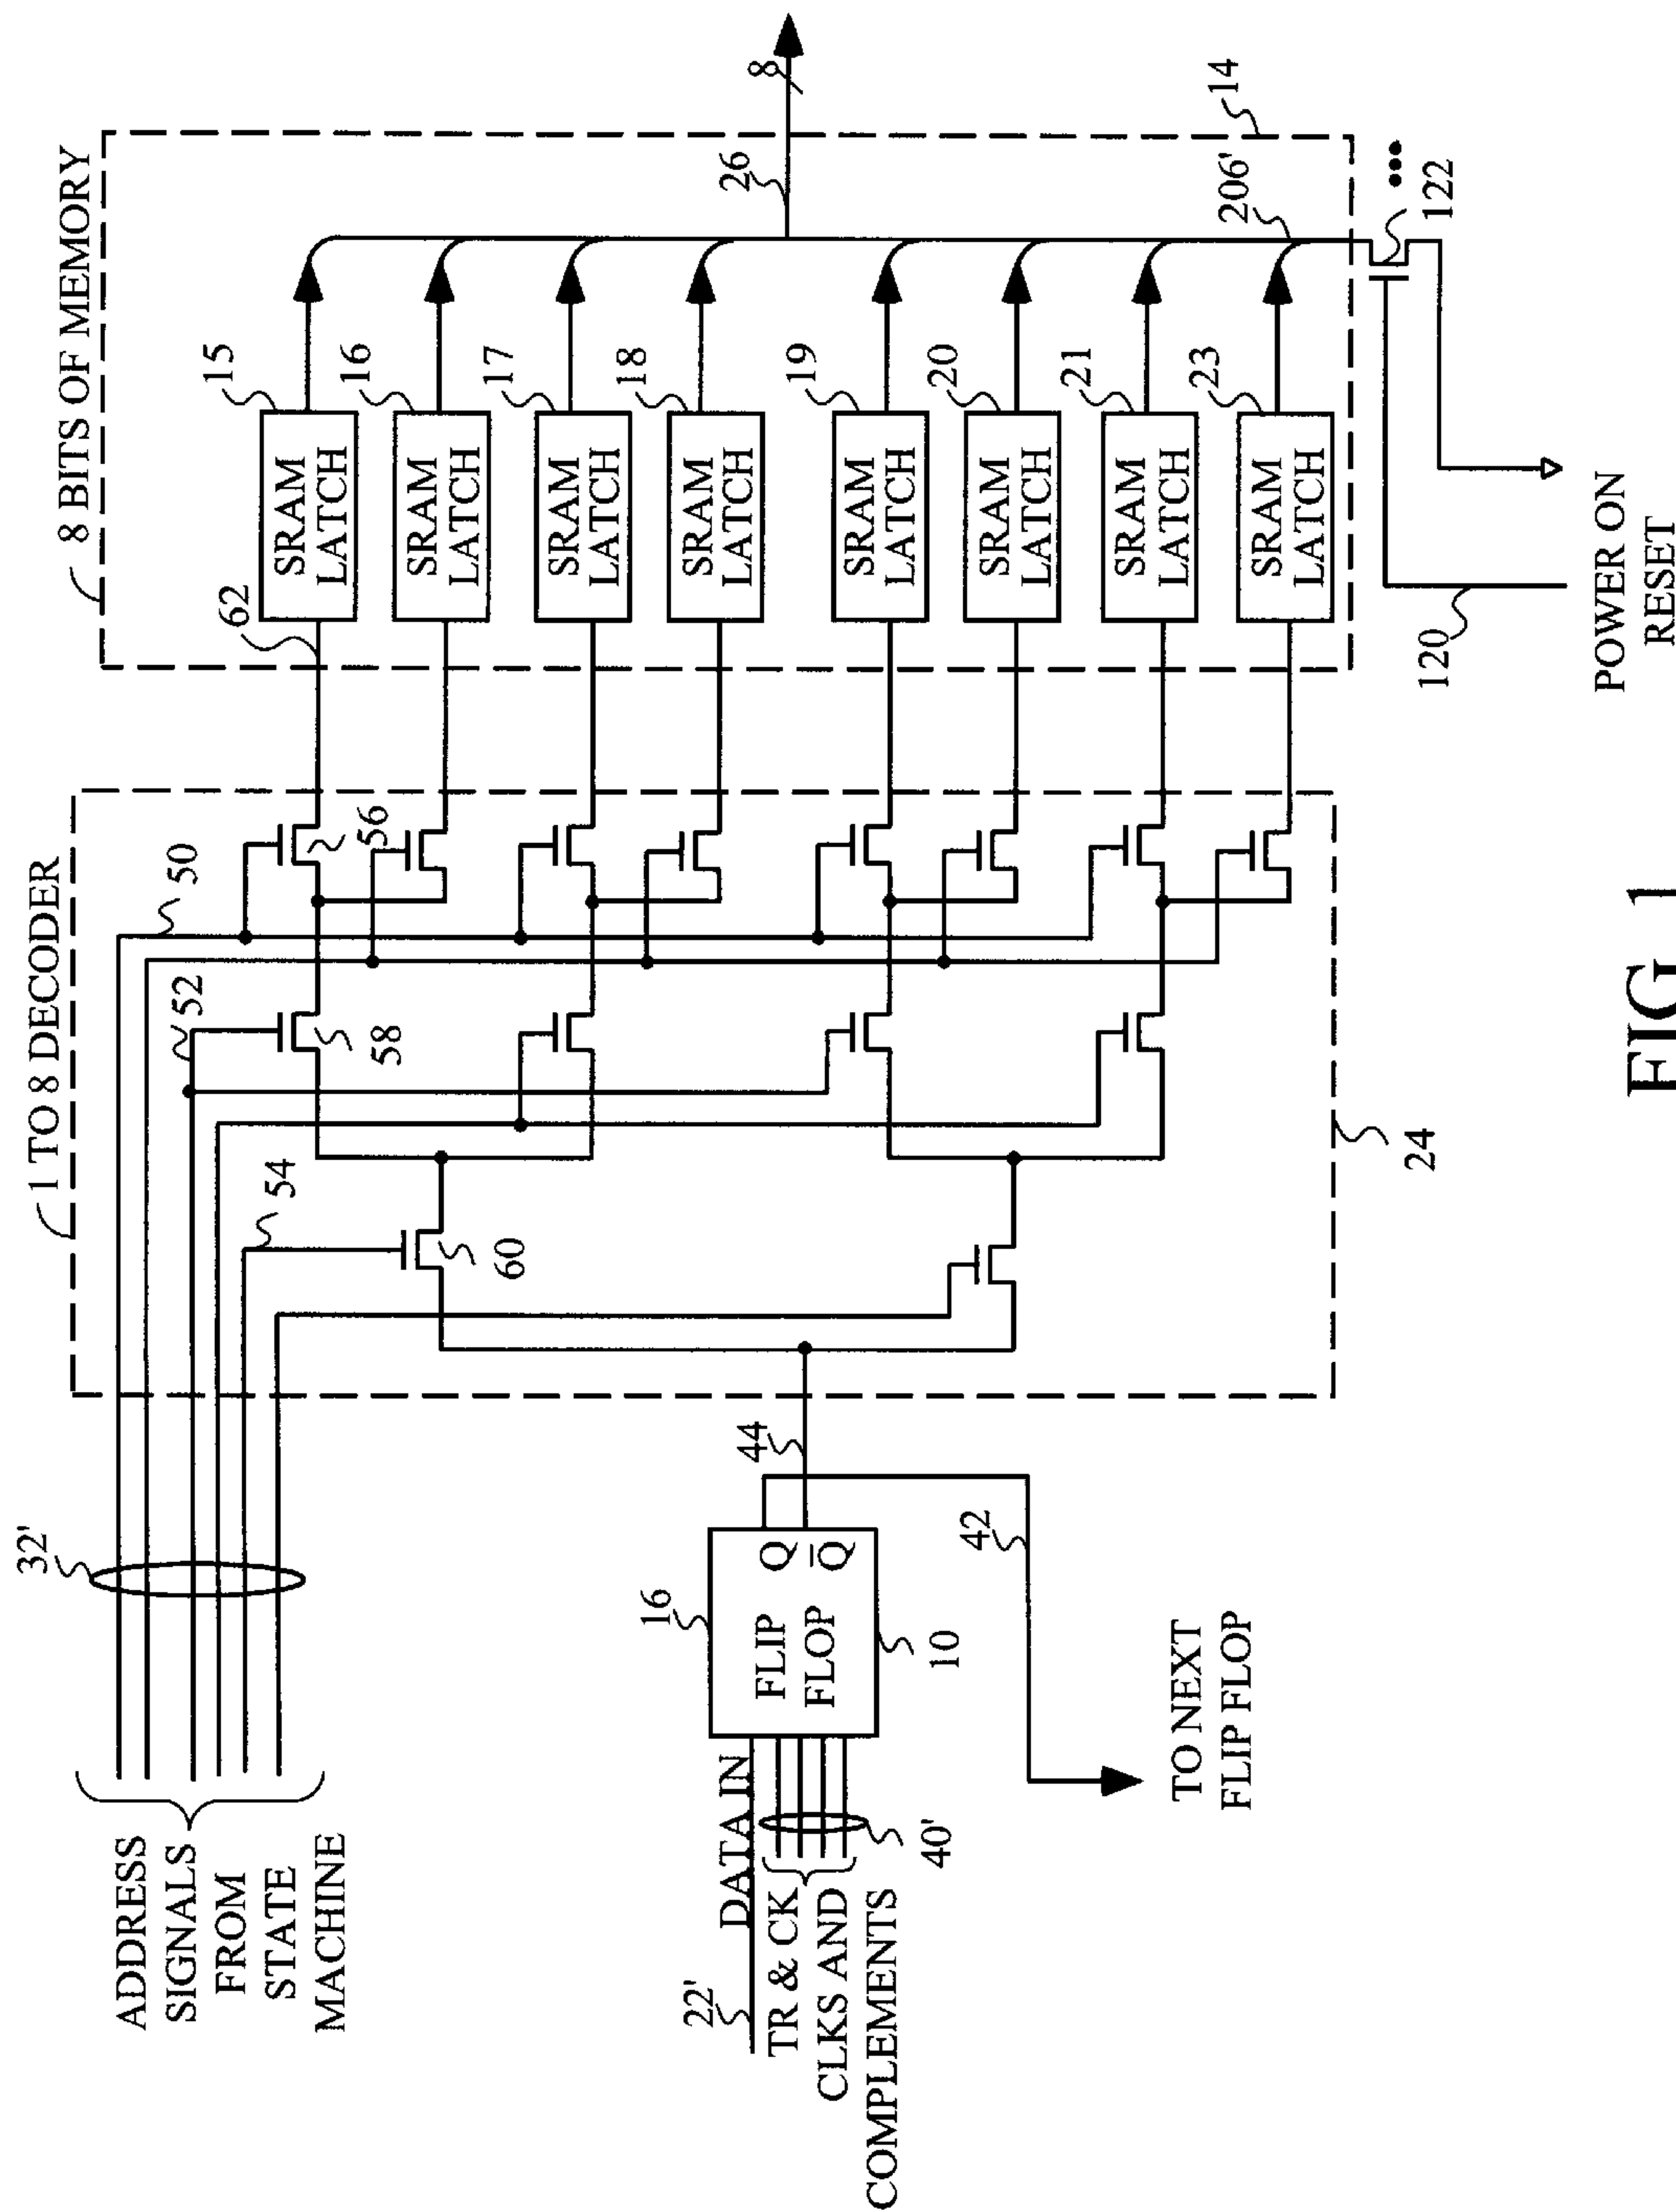 1 TO 8 DECODER
8 BITS OF MEMORY
32'
54
52
50
56
58
60
62
ADDRESS
SIGNALS
FROM
STATE
MACHINE
SRAM
LATCH
15
SRAM
LATCH
16
SRAM
LATCH
17
SRAM
LATCH
18
SRAM
LATCH
19
SRAM
LATCH
20
SRAM
LATCH
21
SRAM
LATCH
23
26
8
206'
14
22'
DATA IN
TR & CK
CLKS AND
COMPLEMENTS
40'
16
FLIP
FLOP
Q
Q̅
10
44
42
TO NEXT
FLIP FLOP
24
120
122
•••
POWER ON
RESET
FIG. 1